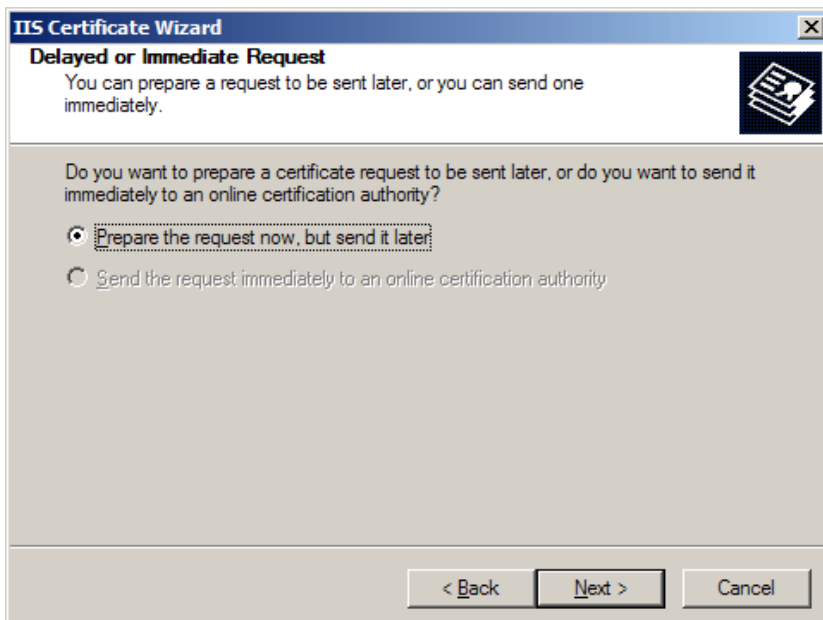 IIS Certificate Wizard
Delayed or Immediate Request
You can prepare a request to be sent later, or you can send one
immediately.
Do you want to prepare a certificate request to be sent later, or do you want to send it
immediately to an online certification authority?
Prepare the request now, but send it later
Send the request immediately to an online certification authority
< Back
Next >
Cancel